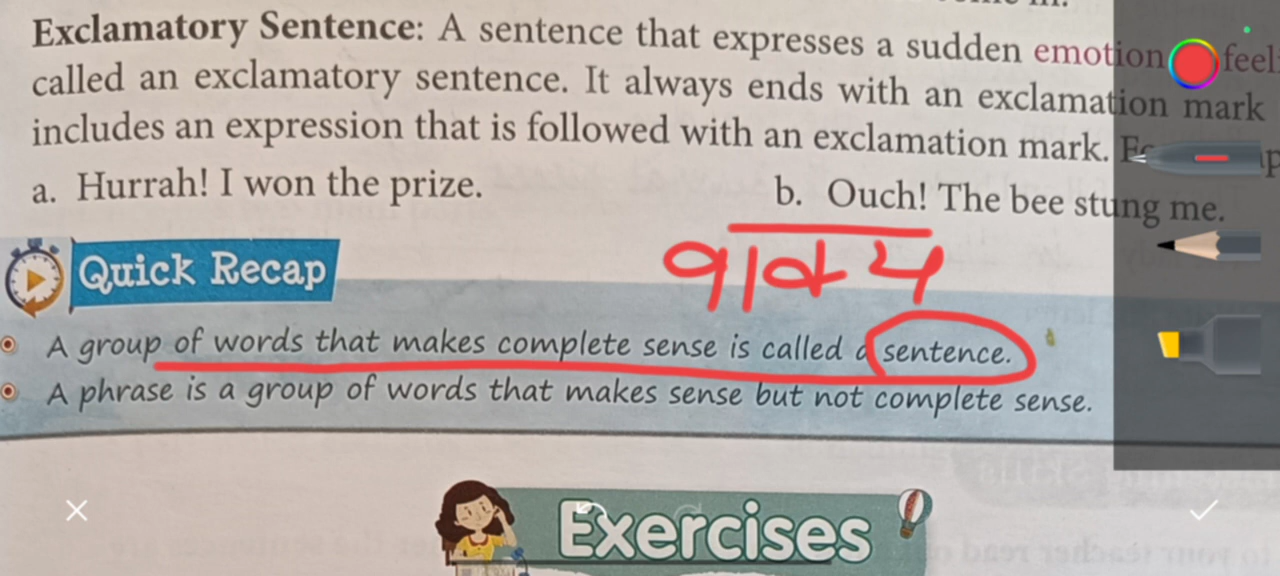 Exclamatory Sentence: A sentence that expresses a sudden emotion feel
called an exclamatory sentence. It always ends with an exclamation mark
includes an expression that is followed with an exclamation mark.
a. Hurrah! I won the prize.
b. Ouch! The bee stung me.
वाक्य
Quick Recap
A group of words that makes complete sense is called a sentence.
A phrase is a group of words that makes sense but not complete sense.
Exercises